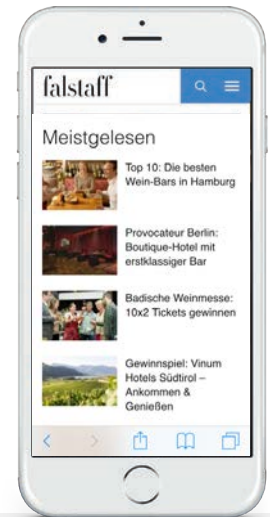 falstaff
Meistgelesen
Top 10: Die besten
Wein-Bars in Hamburg
Provocateur Berlin:
Boutique-Hotel mit
erstklassiger Bar
Badische Weinmesse:
10x2 Tickets gewinnen
Gewinnspiel: Vinum
Hotels Südtirol –
Ankommen &
Genießen